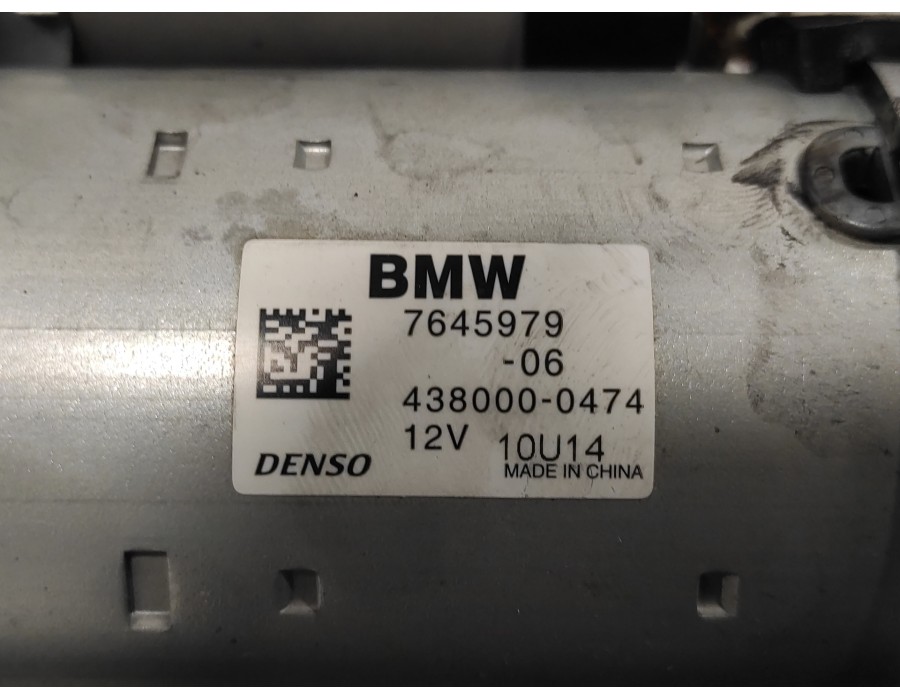 BMW
7645979
-06
438000-0474
12V 10U14
DENSO MADE IN CHINA